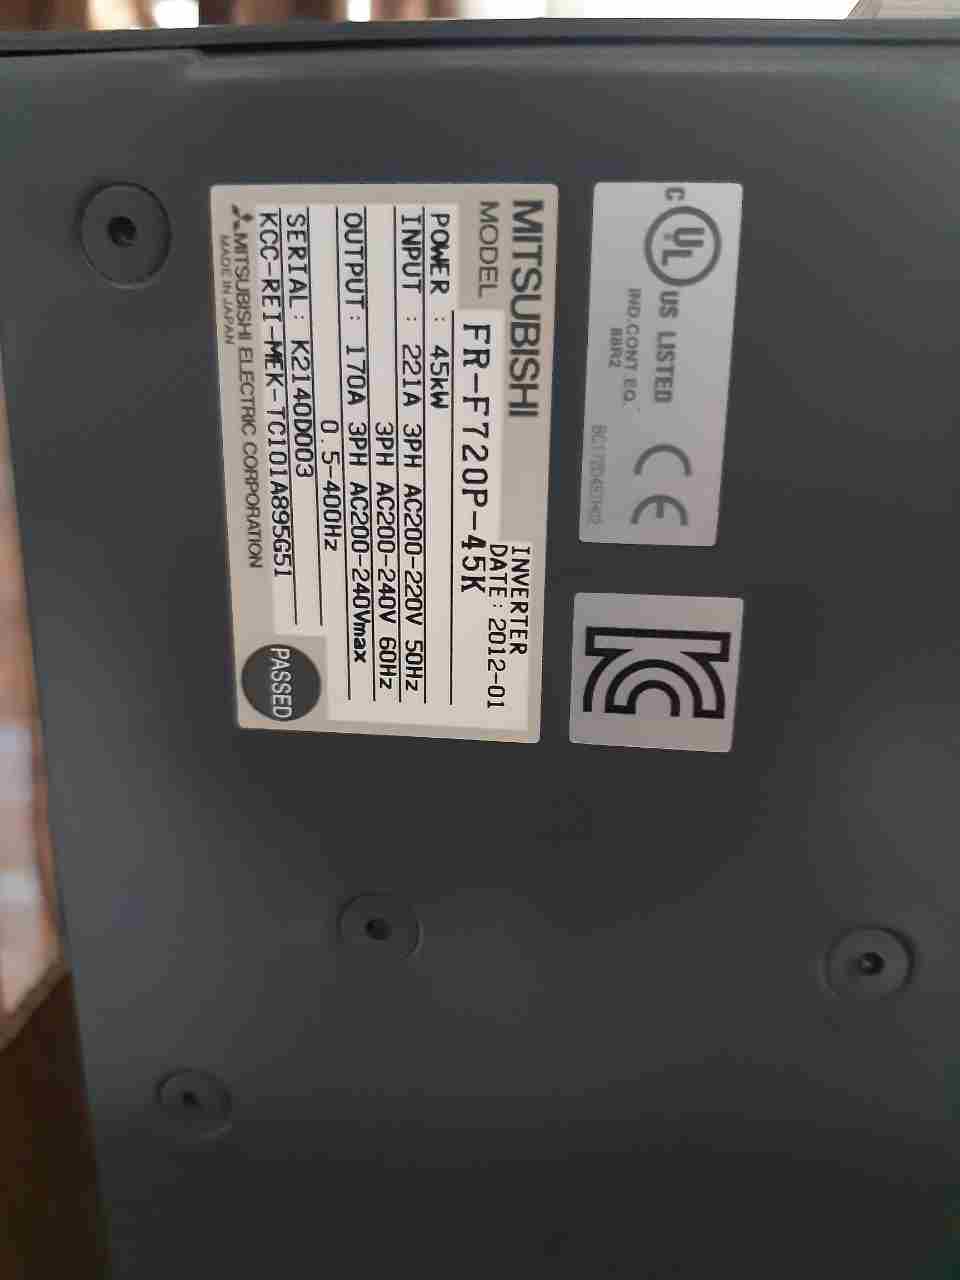 MITSUBISHI
INVERTER
MODEL
FR-F720P-45K
DATE: 2012-01
POWER : 45kW
INPUT : 221A 3PH AC200-220V 50Hz
3PH AC200-240V 60Hz
OUTPUT: 170A 3PH AC200-240Vmax
0.5-400Hz
SERIAL: K2140D003
KCC-REI-MEK-TC101A895G51
PASSED
MITSUBISHI ELECTRIC CORPORATION
MADE IN JAPAN
C UL US LISTED
IND.CONT.EQ.
88R2
CE
KC